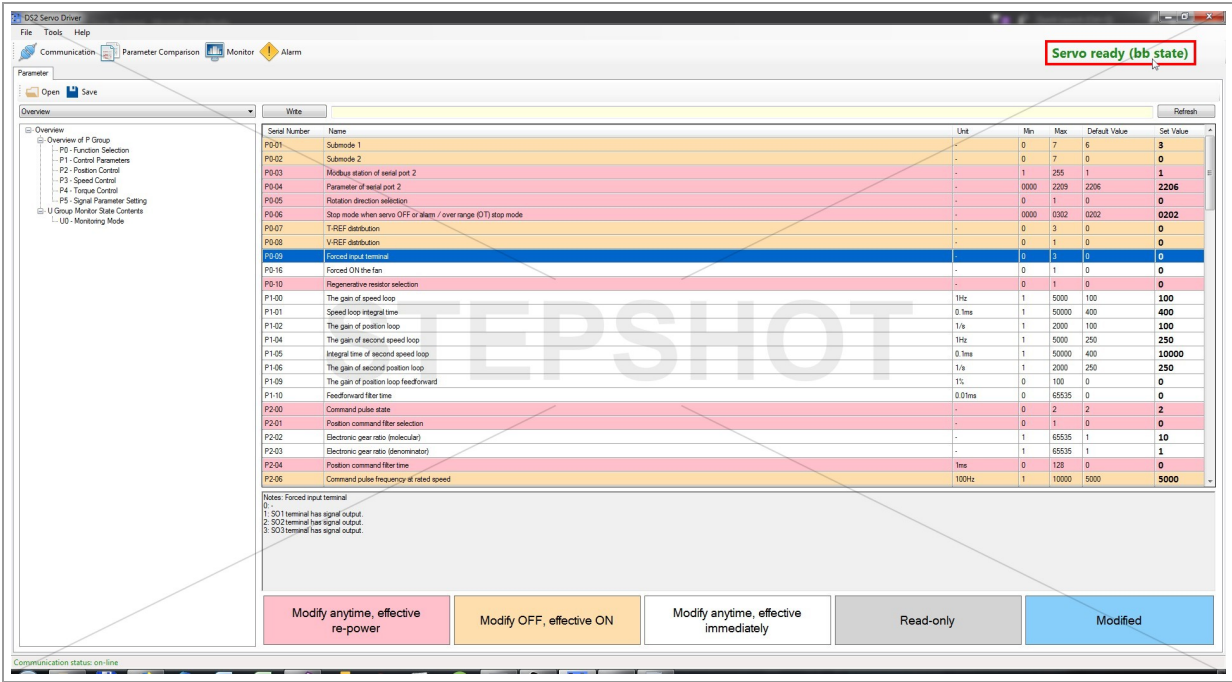 DS2 Servo Driver
File Tools Help
Communication Parameter Comparison Monitor Alarm
Servo ready (bb state)
Parameter
Open Save
Overview Write Refresh
Overview
Overview of P Group
P0 - Function Selection
P1 - Control Parameters
P2 - Position Control
P3 - Speed Control
P4 - Torque Control
P5 - Signal Parameter Setting
U Group Monitor State Contents
U0 - Monitoring Mode
Serial Number Name Unit Min Max Default Value Set Value
P0-01 Submode 1 - 0 7 6 3
P0-02 Submode 2 - 0 7 0 0
P0-03 Modbus station of serial port 2 - 1 255 1 1
P0-04 Parameter of serial port 2 - 0000 2209 2206 2206
P0-05 Rotation direction selection - 0 1 0 0
P0-06 Stop mode when servo OFF or alarm / over range (OT) stop mode - 0000 0302 0202 0202
P0-07 T-REF distribution - 0 3 0 0
P0-08 V-REF distribution - 0 1 0 0
P0-09 Forced input terminal - 0 3 0 0
P0-16 Forced ON the fan - 0 1 0 0
P0-10 Regenerative resistor selection - 0 1 0 0
P1-00 The gain of speed loop 1Hz 1 5000 100 100
P1-01 Speed loop integral time 0.1ms 1 50000 400 400
P1-02 The gain of position loop 1/s 1 2000 100 100
P1-04 The gain of second speed loop 1Hz 1 5000 250 250
P1-05 Integral time of second speed loop 0.1ms 1 50000 400 10000
P1-06 The gain of second position loop 1/s 1 2000 250 250
P1-09 The gain of position loop feedforward 1% 0 100 0 0
P1-10 Feedforward filter time 0.01ms 0 65535 0 0
P2-00 Command pulse state - 0 2 2 2
P2-01 Position command filter selection - 0 1 0 0
P2-02 Electronic gear ratio (molecular) - 1 65535 1 10
P2-03 Electronic gear ratio (denominator) - 1 65535 1 1
P2-04 Position command filter time 1ms 0 128 0 0
P2-06 Command pulse frequency at rated speed 100Hz 1 10000 5000 5000
STEPSHOT
Notes: Forced input terminal
0: -
1: SO1 teminal has signal output.
2: SO2 teminal has signal output.
3: SO3 teminal has signal output.
Modify anytime, effective
re-power
Modify OFF, effective ON
Modify anytime, effective
immediately
Read-only
Modified
Communication status: on-line